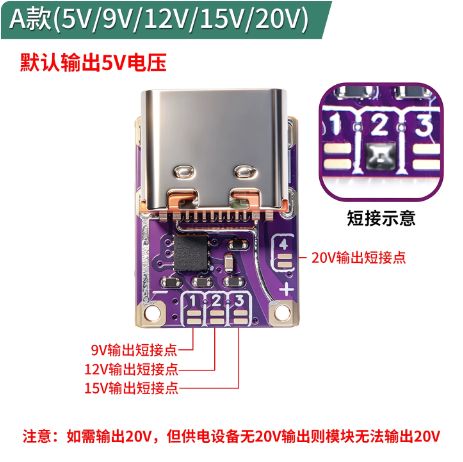 A款(5V/9V/12V/15V/20V)
默认输出5V电压
1 2 3
短接示意
4
20V输出短接点
- +
1 2 3
9V输出短接点
12V输出短接点
15V输出短接点
注意：如需输出20V，但供电设备无20V输出则模块无法输出20V